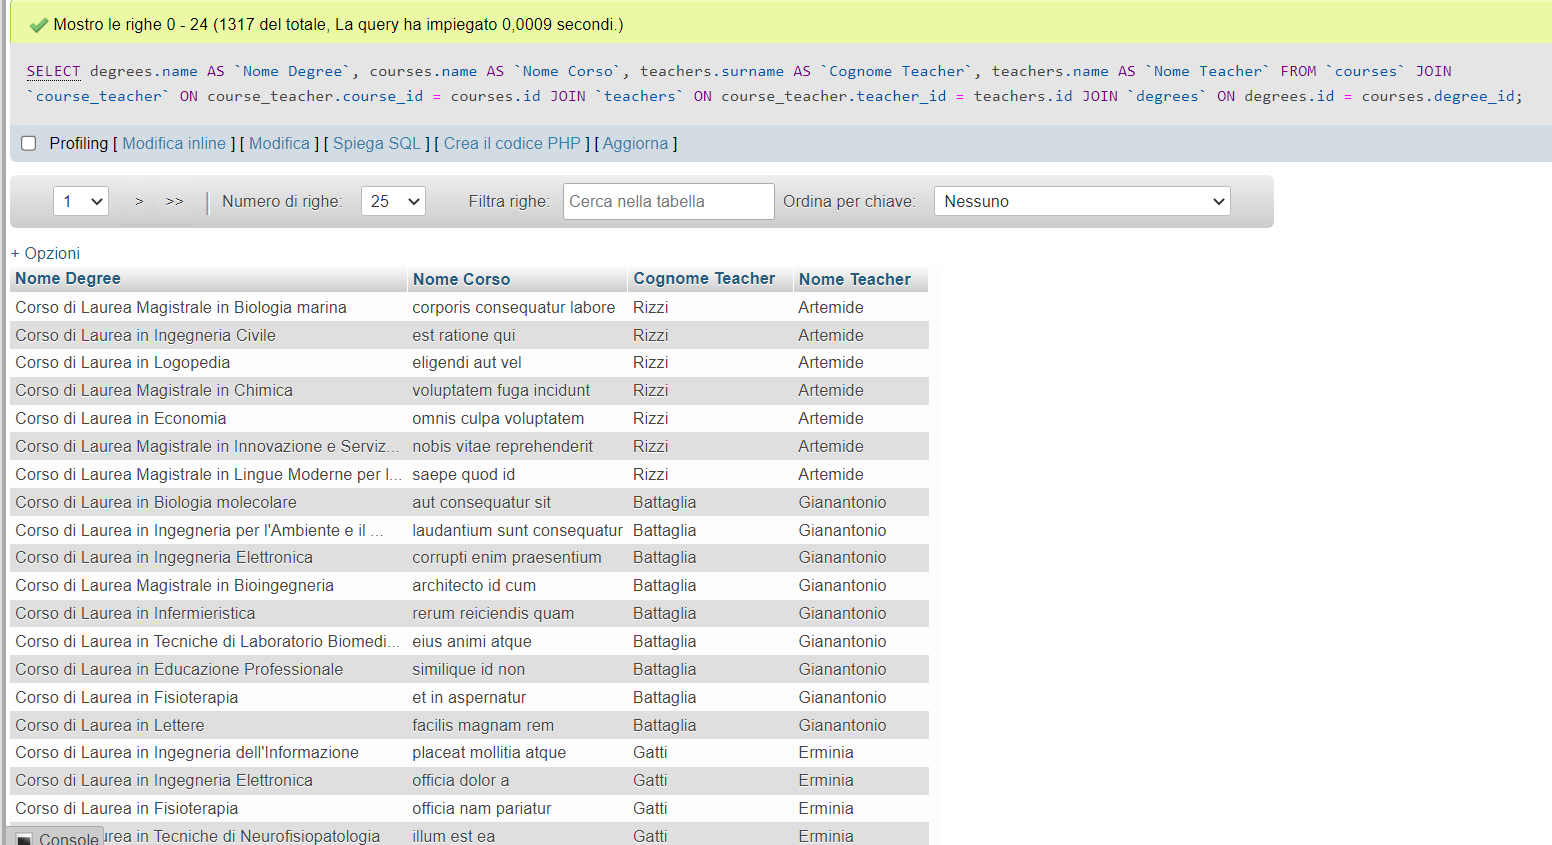 Mostro le righe 0 - 24 (1317 del totale, La query ha impiegato 0,0009 secondi.)
SELECT degrees.name AS `Nome Degree`, courses.name AS `Nome Corso`, teachers.surname AS `Cognome Teacher`, teachers.name AS `Nome Teacher` FROM `courses` JOIN
`course_teacher` ON course_teacher.course_id = courses.id JOIN `teachers` ON course_teacher.teacher_id = teachers.id JOIN `degrees` ON degrees.id = courses.degree_id;
Profiling [ Modifica inline ] [ Modifica ] [ Spiega SQL ] [ Crea il codice PHP ] [ Aggiorna ]
1 > >> | Numero di righe: 25 Filtra righe: Cerca nella tabella Ordina per chiave: Nessuno
+ Opzioni
Nome Degree Nome Corso Cognome Teacher Nome Teacher
Corso di Laurea Magistrale in Biologia marina corporis consequatur labore Rizzi Artemide
Corso di Laurea in Ingegneria Civile est ratione qui Rizzi Artemide
Corso di Laurea in Logopedia eligendi aut vel Rizzi Artemide
Corso di Laurea Magistrale in Chimica voluptatem fuga incidunt Rizzi Artemide
Corso di Laurea in Economia omnis culpa voluptatem Rizzi Artemide
Corso di Laurea Magistrale in Innovazione e Serviz... nobis vitae reprehenderit Rizzi Artemide
Corso di Laurea Magistrale in Lingue Moderne per l... saepe quod id Rizzi Artemide
Corso di Laurea in Biologia molecolare aut consequatur sit Battaglia Gianantonio
Corso di Laurea in Ingegneria per l'Ambiente e il ... laudantium sunt consequatur Battaglia Gianantonio
Corso di Laurea in Ingegneria Elettronica corrupti enim praesentium Battaglia Gianantonio
Corso di Laurea Magistrale in Bioingegneria architecto id cum Battaglia Gianantonio
Corso di Laurea in Infermieristica rerum reiciendis quam Battaglia Gianantonio
Corso di Laurea in Tecniche di Laboratorio Biomedi... eius animi atque Battaglia Gianantonio
Corso di Laurea in Educazione Professionale similique id non Battaglia Gianantonio
Corso di Laurea in Fisioterapia et in aspernatur Battaglia Gianantonio
Corso di Laurea in Lettere facilis magnam rem Battaglia Gianantonio
Corso di Laurea in Ingegneria dell'Informazione placeat mollitia atque Gatti Erminia
Corso di Laurea in Ingegneria Elettronica officia dolor a Gatti Erminia
Corso di Laurea in Fisioterapia officia nam pariatur Gatti Erminia
Console urea in Tecniche di Neurofisiopatologia illum est ea Gatti Erminia